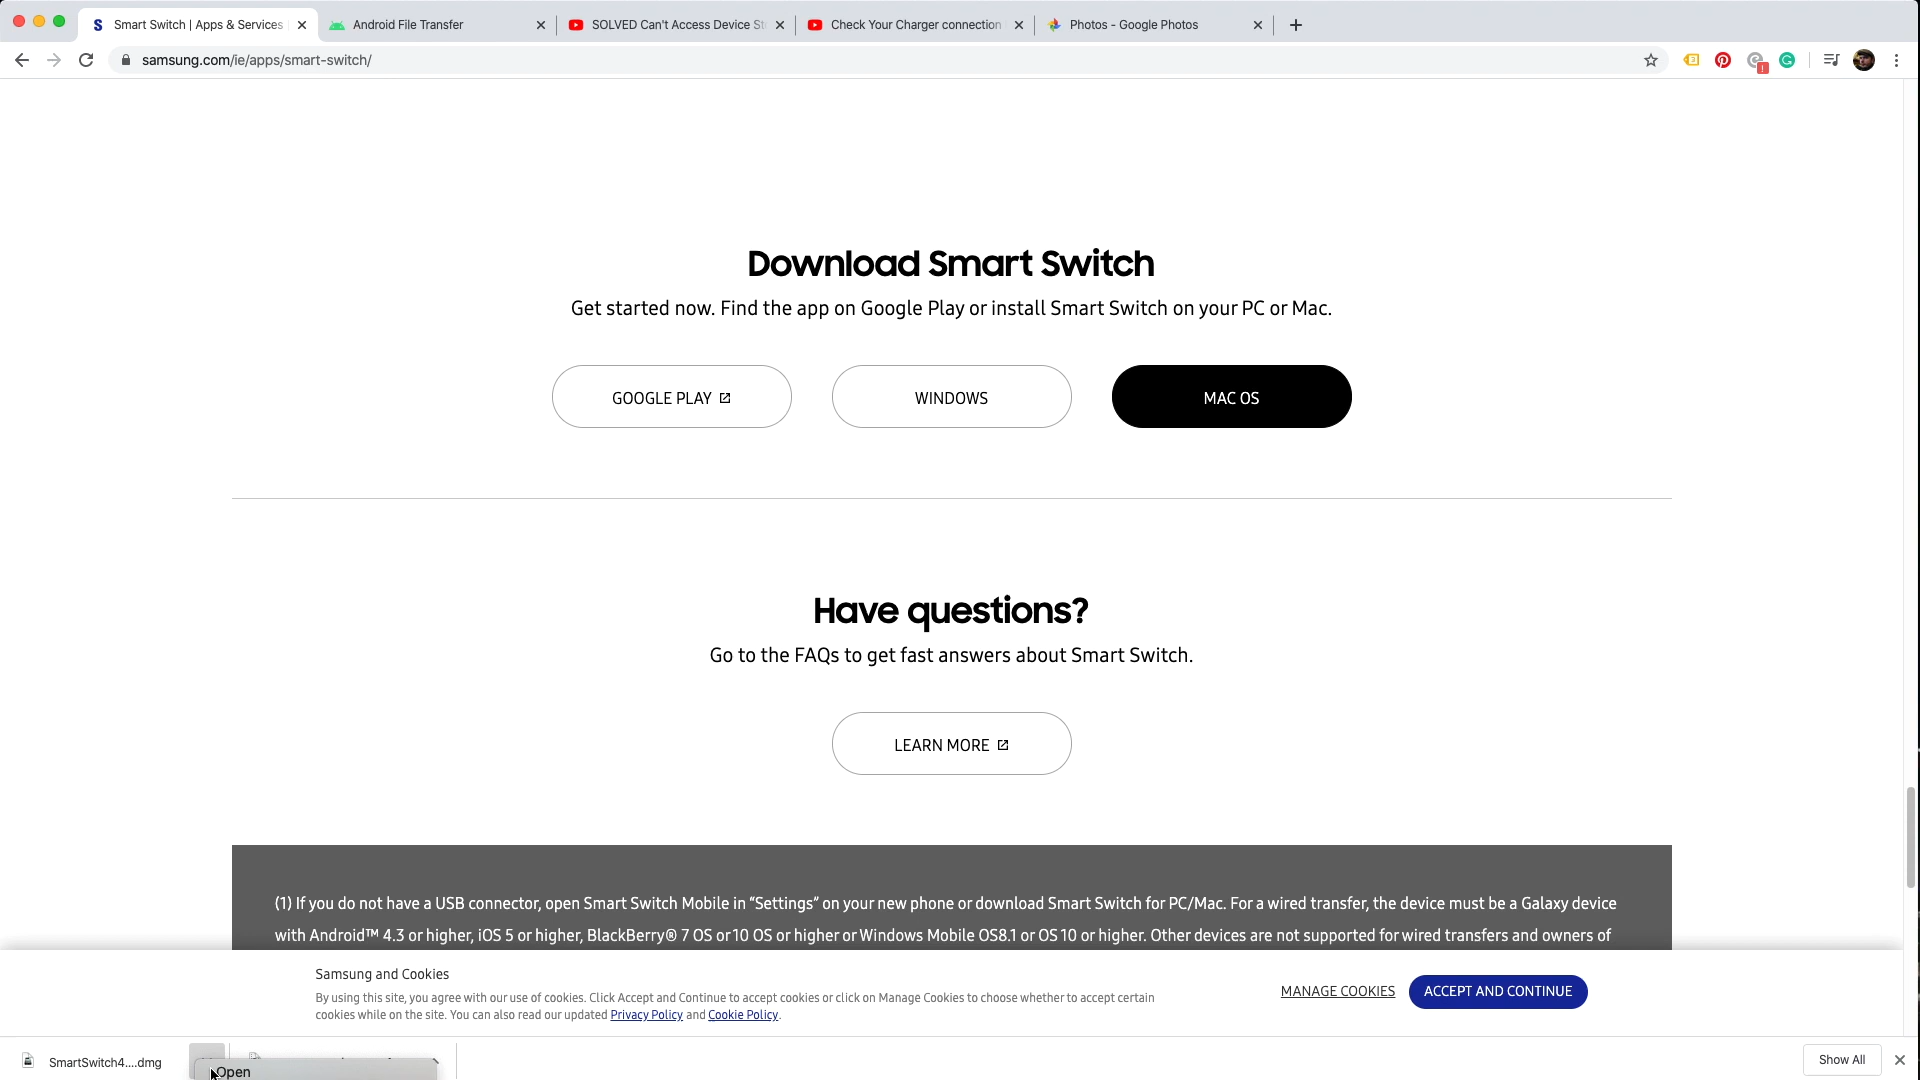 Smart Switch | Apps & Services
Android File Transfer
SOLVED Can't Access Device St
Check Your Charger connection
Photos - Google Photos
samsung.com/ie/apps/smart-switch/
Download Smart Switch
Get started now. Find the app on Google Play or install Smart Switch on your PC or Mac.
GOOGLE PLAY
WINDOWS
MAC OS
Have questions?
Go to the FAQs to get fast answers about Smart Switch.
LEARN MORE
(1) If you do not have a USB connector, open Smart Switch Mobile in “Settings” on your new phone or download Smart Switch for PC/Mac. For a wired transfer, the device must be a Galaxy device
with Android™ 4.3 or higher, iOS 5 or higher, BlackBerry® 7 OS or 10 OS or higher or Windows Mobile OS8.1 or OS 10 or higher. Other devices are not supported for wired transfers and owners of
Samsung and Cookies
By using this site, you agree with our use of cookies. Click Accept and Continue to accept cookies or click on Manage Cookies to choose whether to accept certain
cookies while on the site. You can also read our updated Privacy Policy and Cookie Policy.
MANAGE COOKIES
ACCEPT AND CONTINUE
SmartSwitch4....dmg
Open
Show All